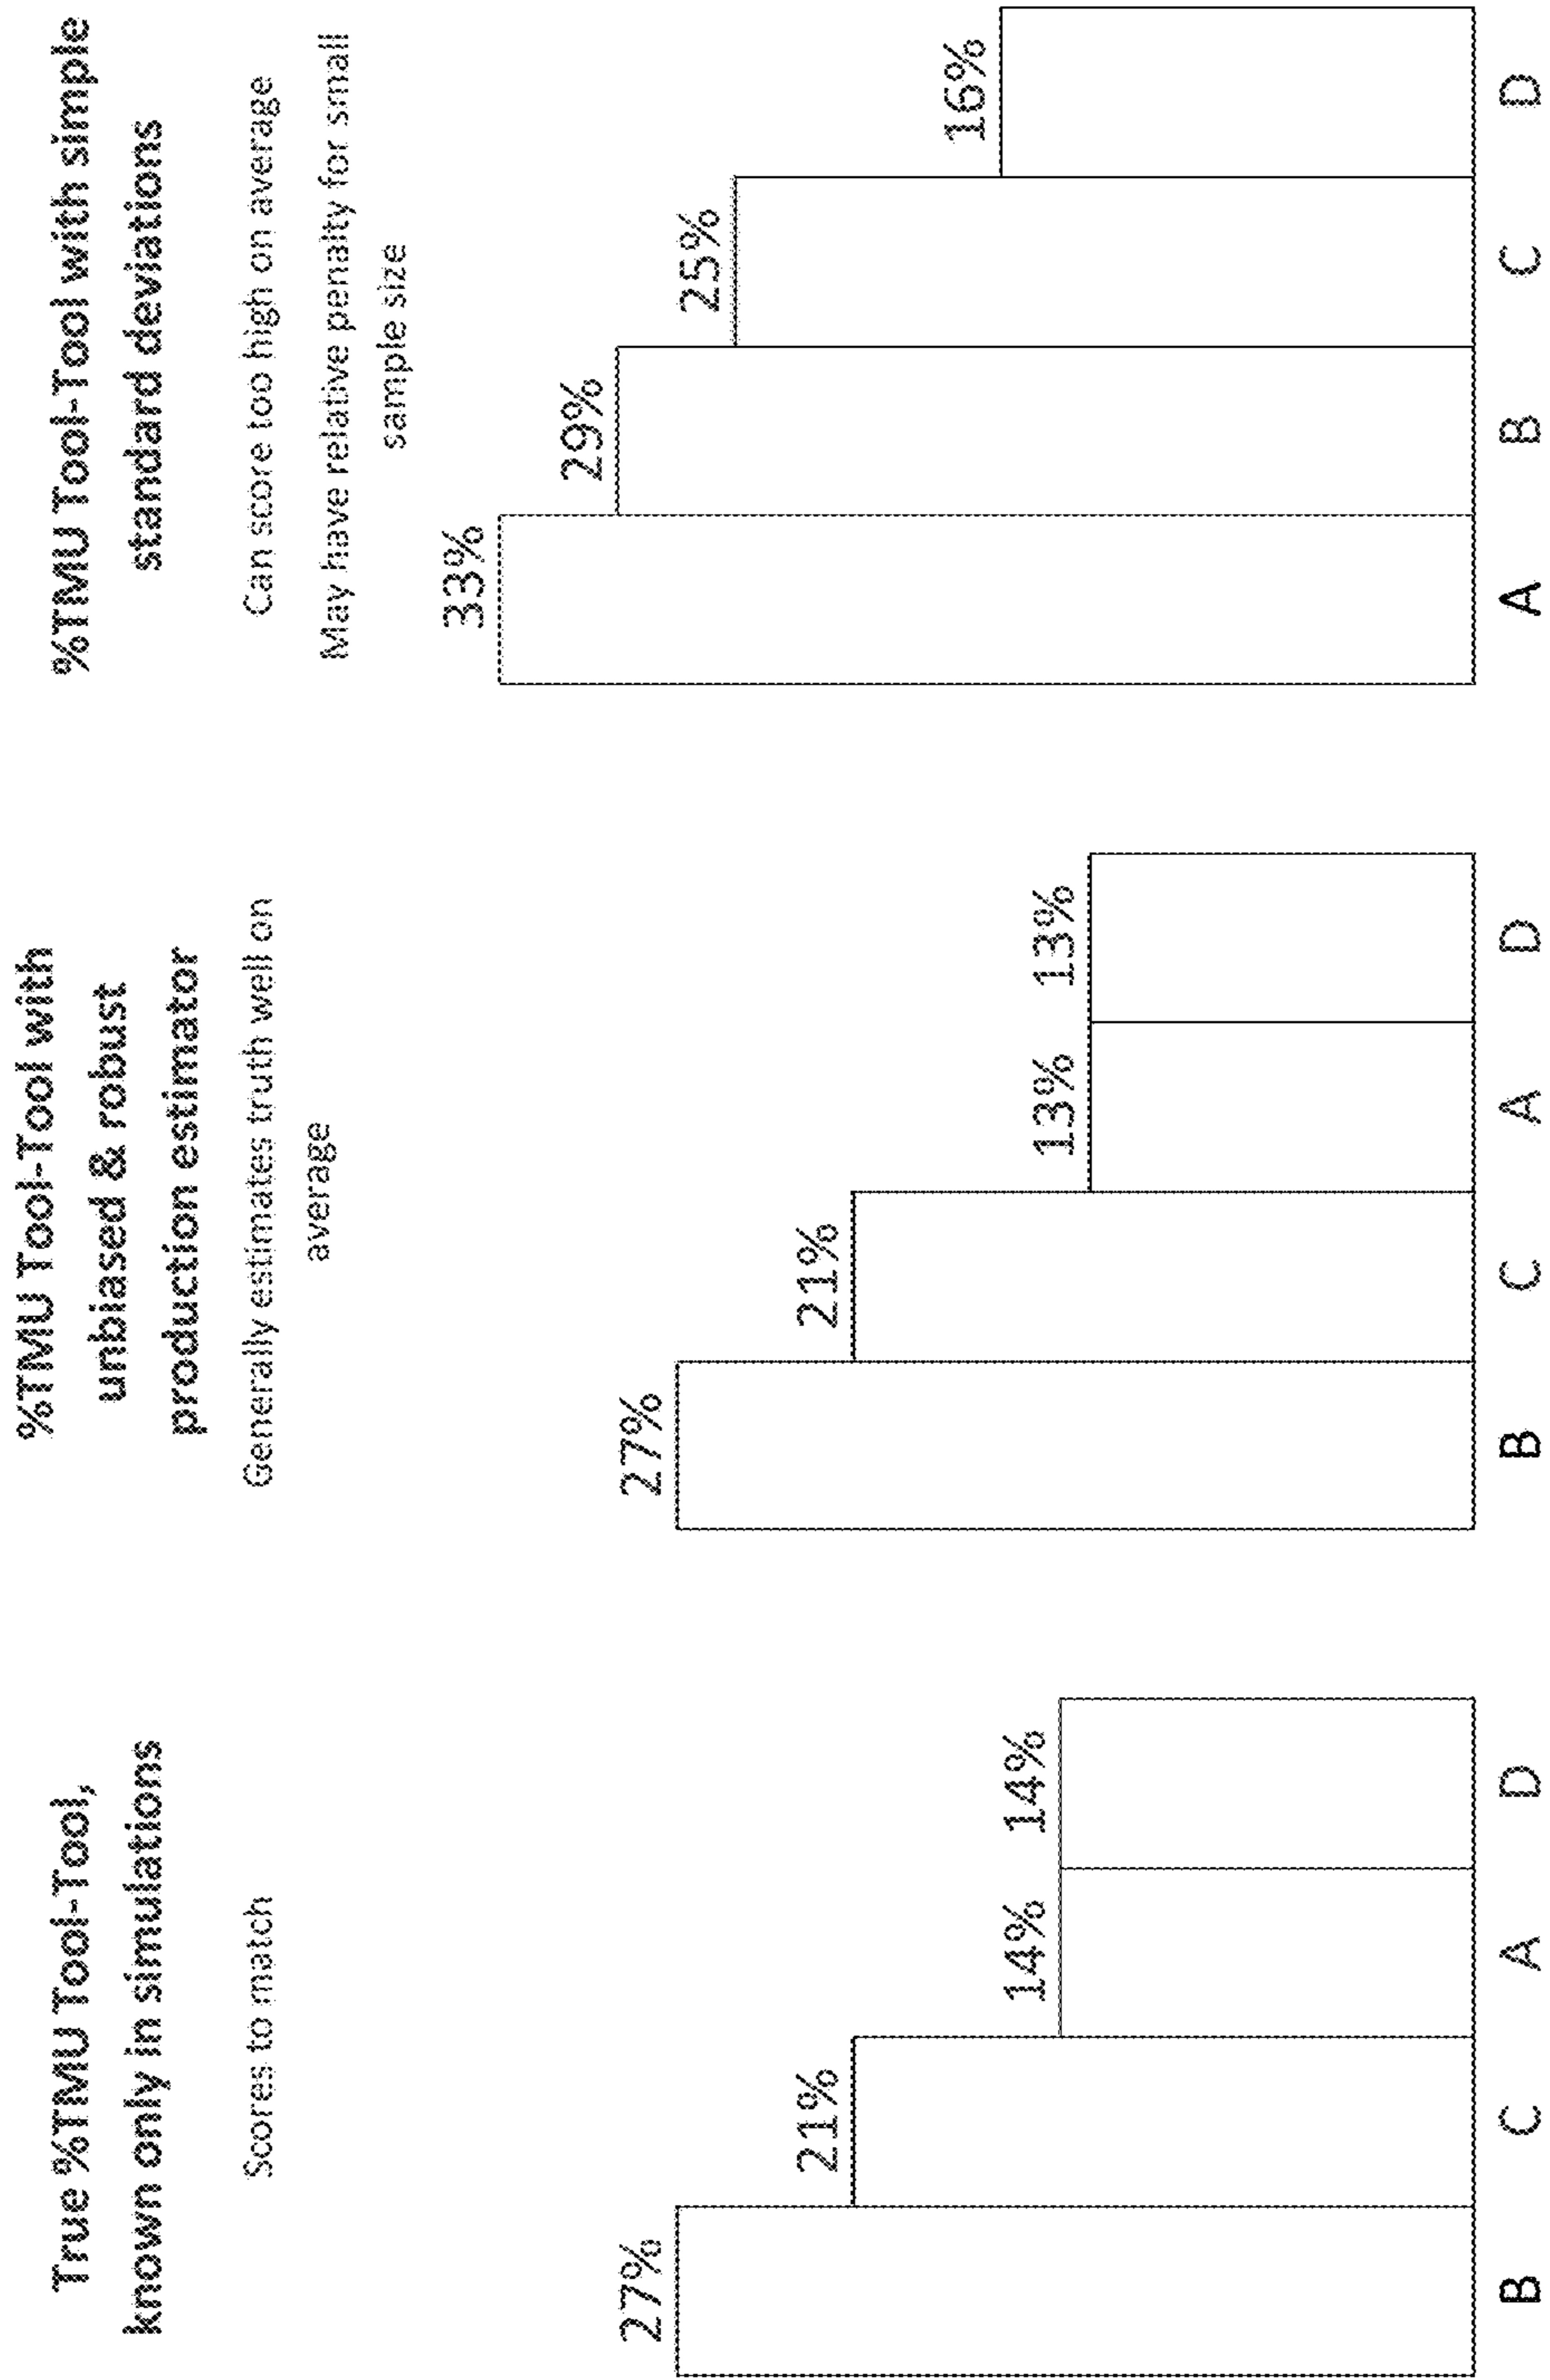 True %TMU Tool-Tool,
known only in simulations
Scores to match
27%
21%
14%
14%
B
C
A
D
%TMU Tool-Tool with
unbiased & robust
production estimator
Generally estimates truth well on
average
27%
21%
13%
13%
B
C
A
D
%TMU Tool-Tool with simple
standard deviations
Can score too high on average
May have relative penalty for small
sample size
33%
29%
25%
16%
A
B
C
D